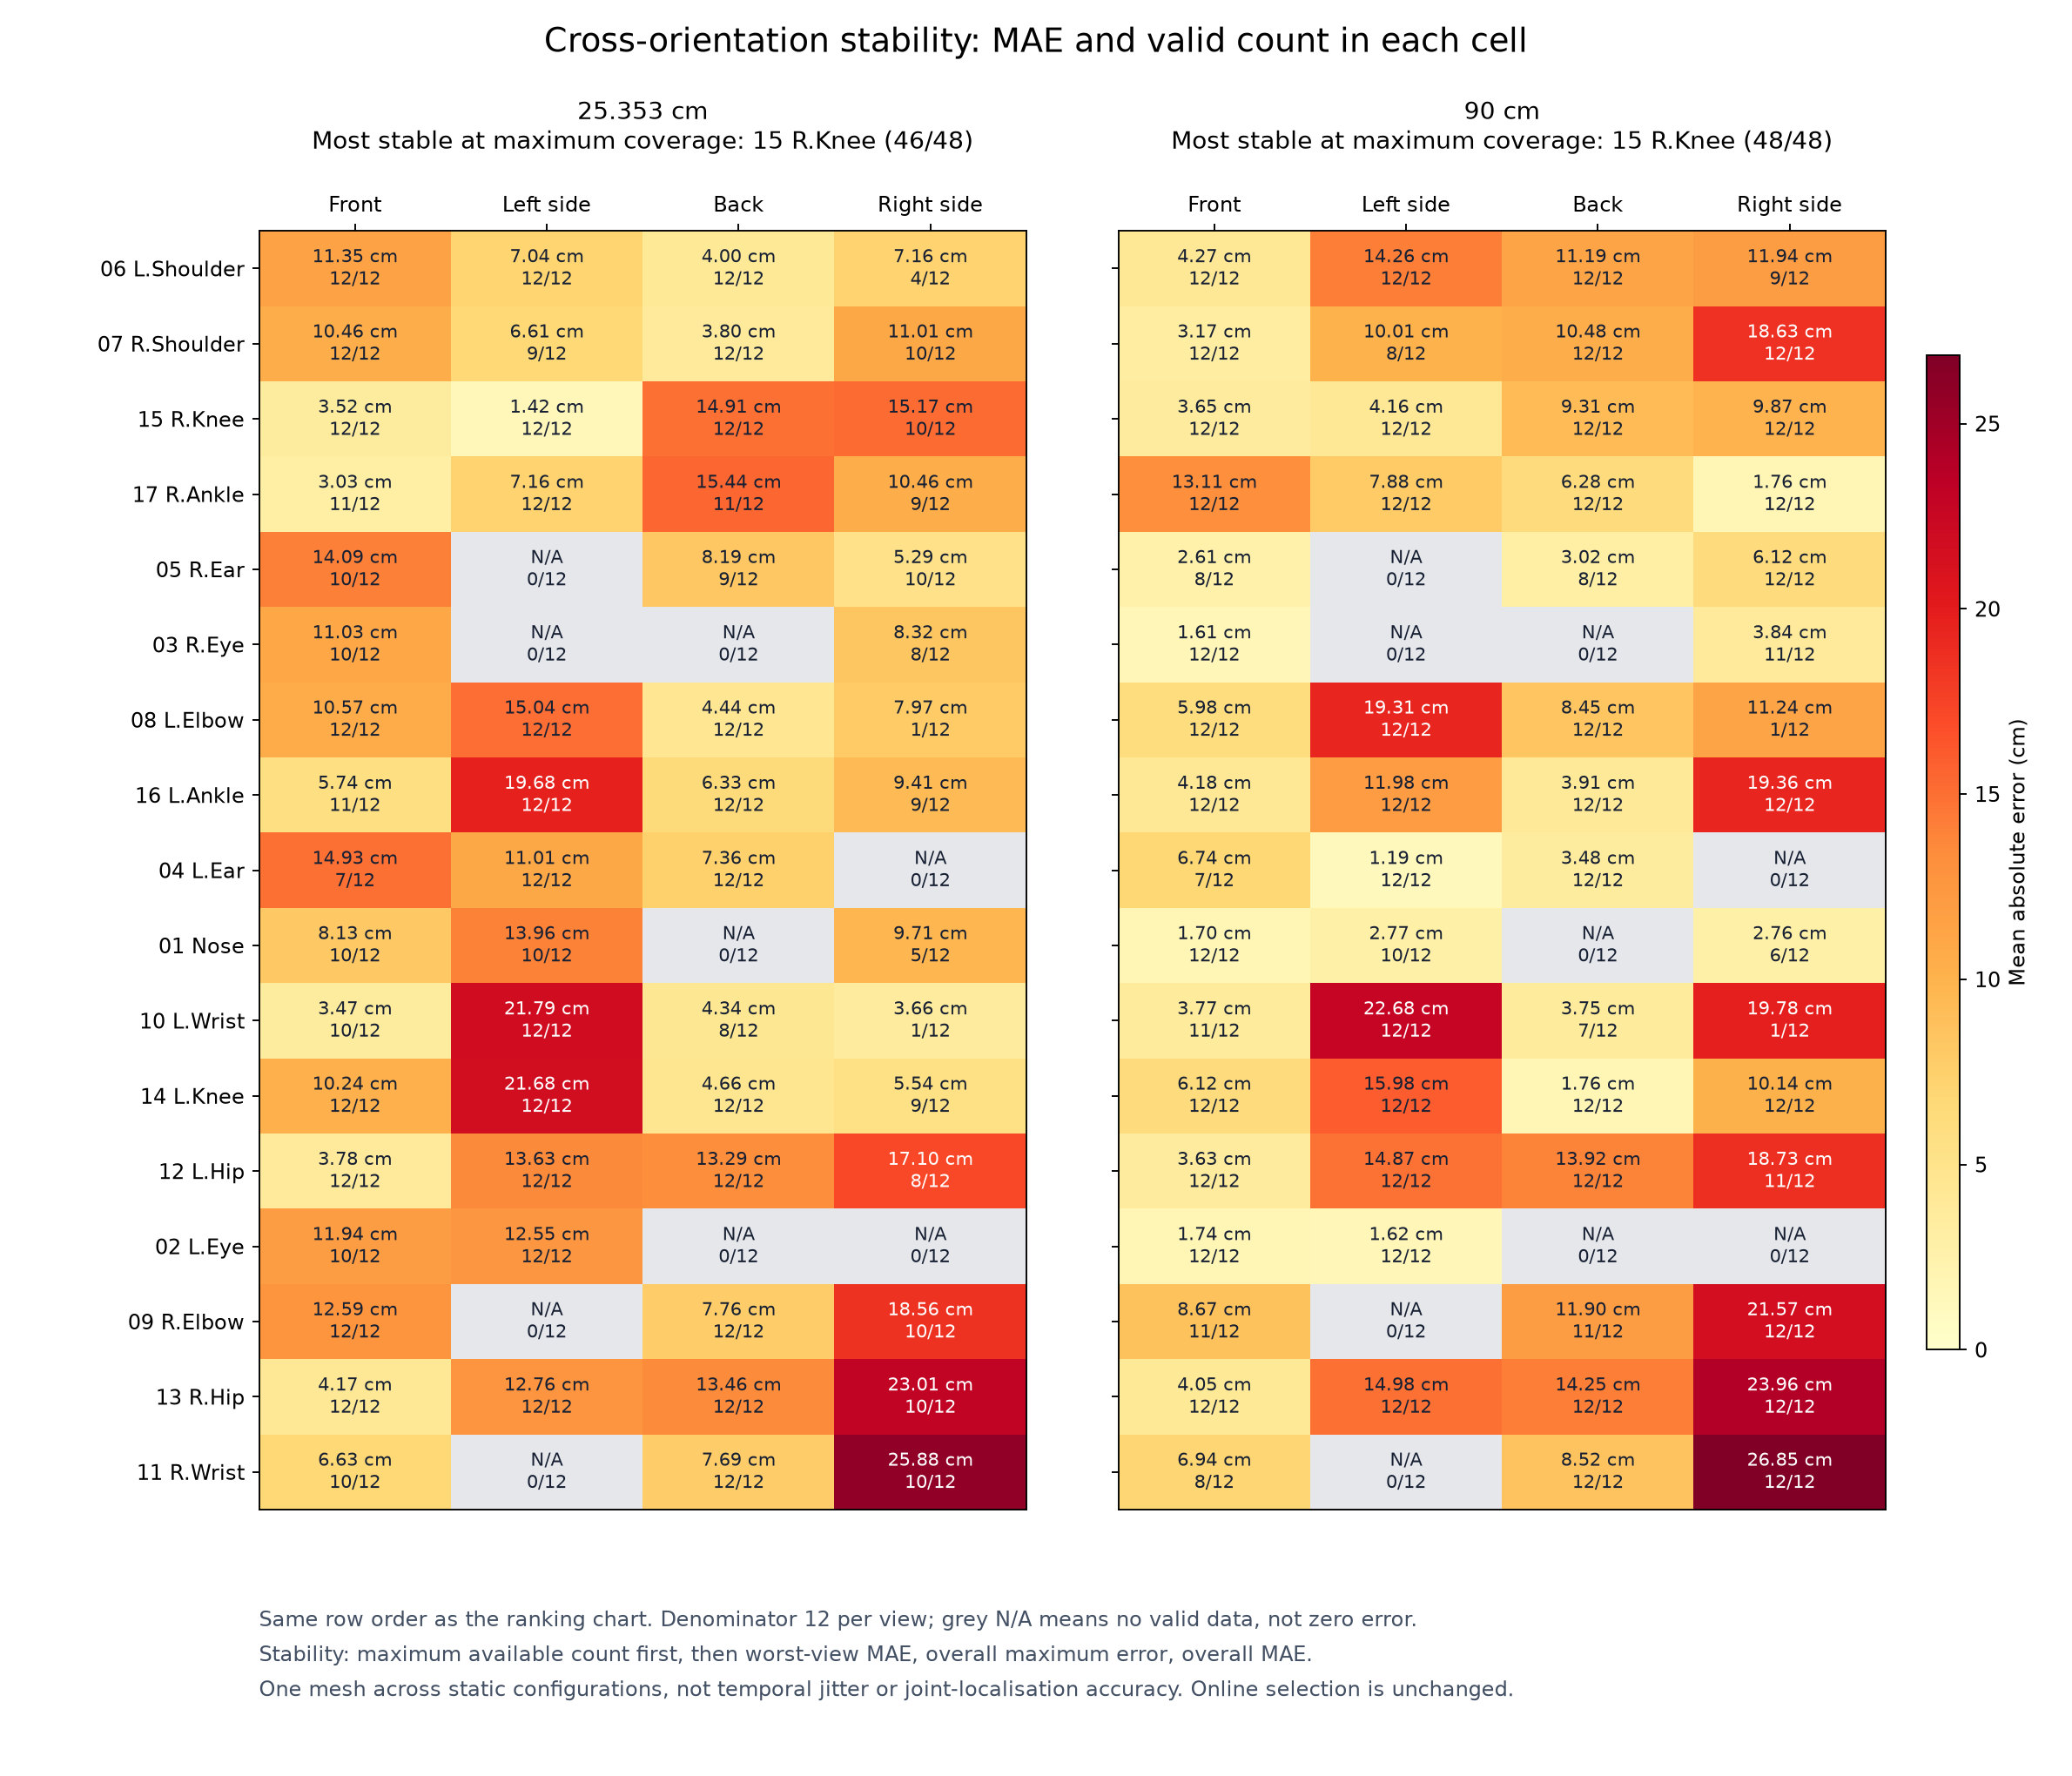 Cross-orientation stability: MAE and valid count in each cell
25.353 cm
Most stable at maximum coverage: 15 R.Knee (46/48)
90 cm
Most stable at maximum coverage: 15 R.Knee (48/48)
Front Left side Back Right side Front Left side Back Right side
06 L.Shoulder
11.35 cm 7.04 cm 4.00 cm 7.16 cm 4.27 cm 14.26 cm 11.19 cm 11.94 cm
12/12 12/12 12/12 4/12 12/12 12/12 12/12 9/12
07 R.Shoulder
10.46 cm 6.61 cm 3.80 cm 11.01 cm 3.17 cm 10.01 cm 10.48 cm 18.63 cm
12/12 9/12 12/12 10/12 12/12 8/12 12/12 12/12
15 R.Knee
3.52 cm 1.42 cm 14.91 cm 15.17 cm 3.65 cm 4.16 cm 9.31 cm 9.87 cm
12/12 12/12 12/12 10/12 12/12 12/12 12/12 12/12
17 R.Ankle
3.03 cm 7.16 cm 15.44 cm 10.46 cm 13.11 cm 7.88 cm 6.28 cm 1.76 cm
11/12 12/12 11/12 9/12 12/12 12/12 12/12 12/12
05 R.Ear
14.09 cm N/A 8.19 cm 5.29 cm 2.61 cm N/A 3.02 cm 6.12 cm
10/12 0/12 9/12 10/12 8/12 0/12 8/12 12/12
03 R.Eye
11.03 cm N/A N/A 8.32 cm 1.61 cm N/A N/A 3.84 cm
10/12 0/12 0/12 8/12 12/12 0/12 0/12 11/12
08 L.Elbow
10.57 cm 15.04 cm 4.44 cm 7.97 cm 5.98 cm 19.31 cm 8.45 cm 11.24 cm
12/12 12/12 12/12 1/12 12/12 12/12 12/12 1/12
16 L.Ankle
5.74 cm 19.68 cm 6.33 cm 9.41 cm 4.18 cm 11.98 cm 3.91 cm 19.36 cm
11/12 12/12 12/12 9/12 12/12 12/12 12/12 12/12
04 L.Ear
14.93 cm 11.01 cm 7.36 cm N/A 6.74 cm 1.19 cm 3.48 cm N/A
7/12 12/12 12/12 0/12 7/12 12/12 12/12 0/12
01 Nose
8.13 cm 13.96 cm N/A 9.71 cm 1.70 cm 2.77 cm N/A 2.76 cm
10/12 10/12 0/12 5/12 12/12 10/12 0/12 6/12
10 L.Wrist
3.47 cm 21.79 cm 4.34 cm 3.66 cm 3.77 cm 22.68 cm 3.75 cm 19.78 cm
10/12 12/12 8/12 1/12 11/12 12/12 7/12 1/12
14 L.Knee
10.24 cm 21.68 cm 4.66 cm 5.54 cm 6.12 cm 15.98 cm 1.76 cm 10.14 cm
12/12 12/12 12/12 9/12 12/12 12/12 12/12 12/12
12 L.Hip
3.78 cm 13.63 cm 13.29 cm 17.10 cm 3.63 cm 14.87 cm 13.92 cm 18.73 cm
12/12 12/12 12/12 8/12 12/12 12/12 12/12 11/12
02 L.Eye
11.94 cm 12.55 cm N/A N/A 1.74 cm 1.62 cm N/A N/A
10/12 12/12 0/12 0/12 12/12 12/12 0/12 0/12
09 R.Elbow
12.59 cm N/A 7.76 cm 18.56 cm 8.67 cm N/A 11.90 cm 21.57 cm
12/12 0/12 12/12 10/12 11/12 0/12 11/12 12/12
13 R.Hip
4.17 cm 12.76 cm 13.46 cm 23.01 cm 4.05 cm 14.98 cm 14.25 cm 23.96 cm
12/12 12/12 12/12 10/12 12/12 12/12 12/12 12/12
11 R.Wrist
6.63 cm N/A 7.69 cm 25.88 cm 6.94 cm N/A 8.52 cm 26.85 cm
10/12 0/12 12/12 10/12 8/12 0/12 12/12 12/12
25
20
15
10
5
0
Mean absolute error (cm)
Same row order as the ranking chart. Denominator 12 per view; grey N/A means no valid data, not zero error.
Stability: maximum available count first, then worst-view MAE, overall maximum error, overall MAE.
One mesh across static configurations, not temporal jitter or joint-localisation accuracy. Online selection is unchanged.